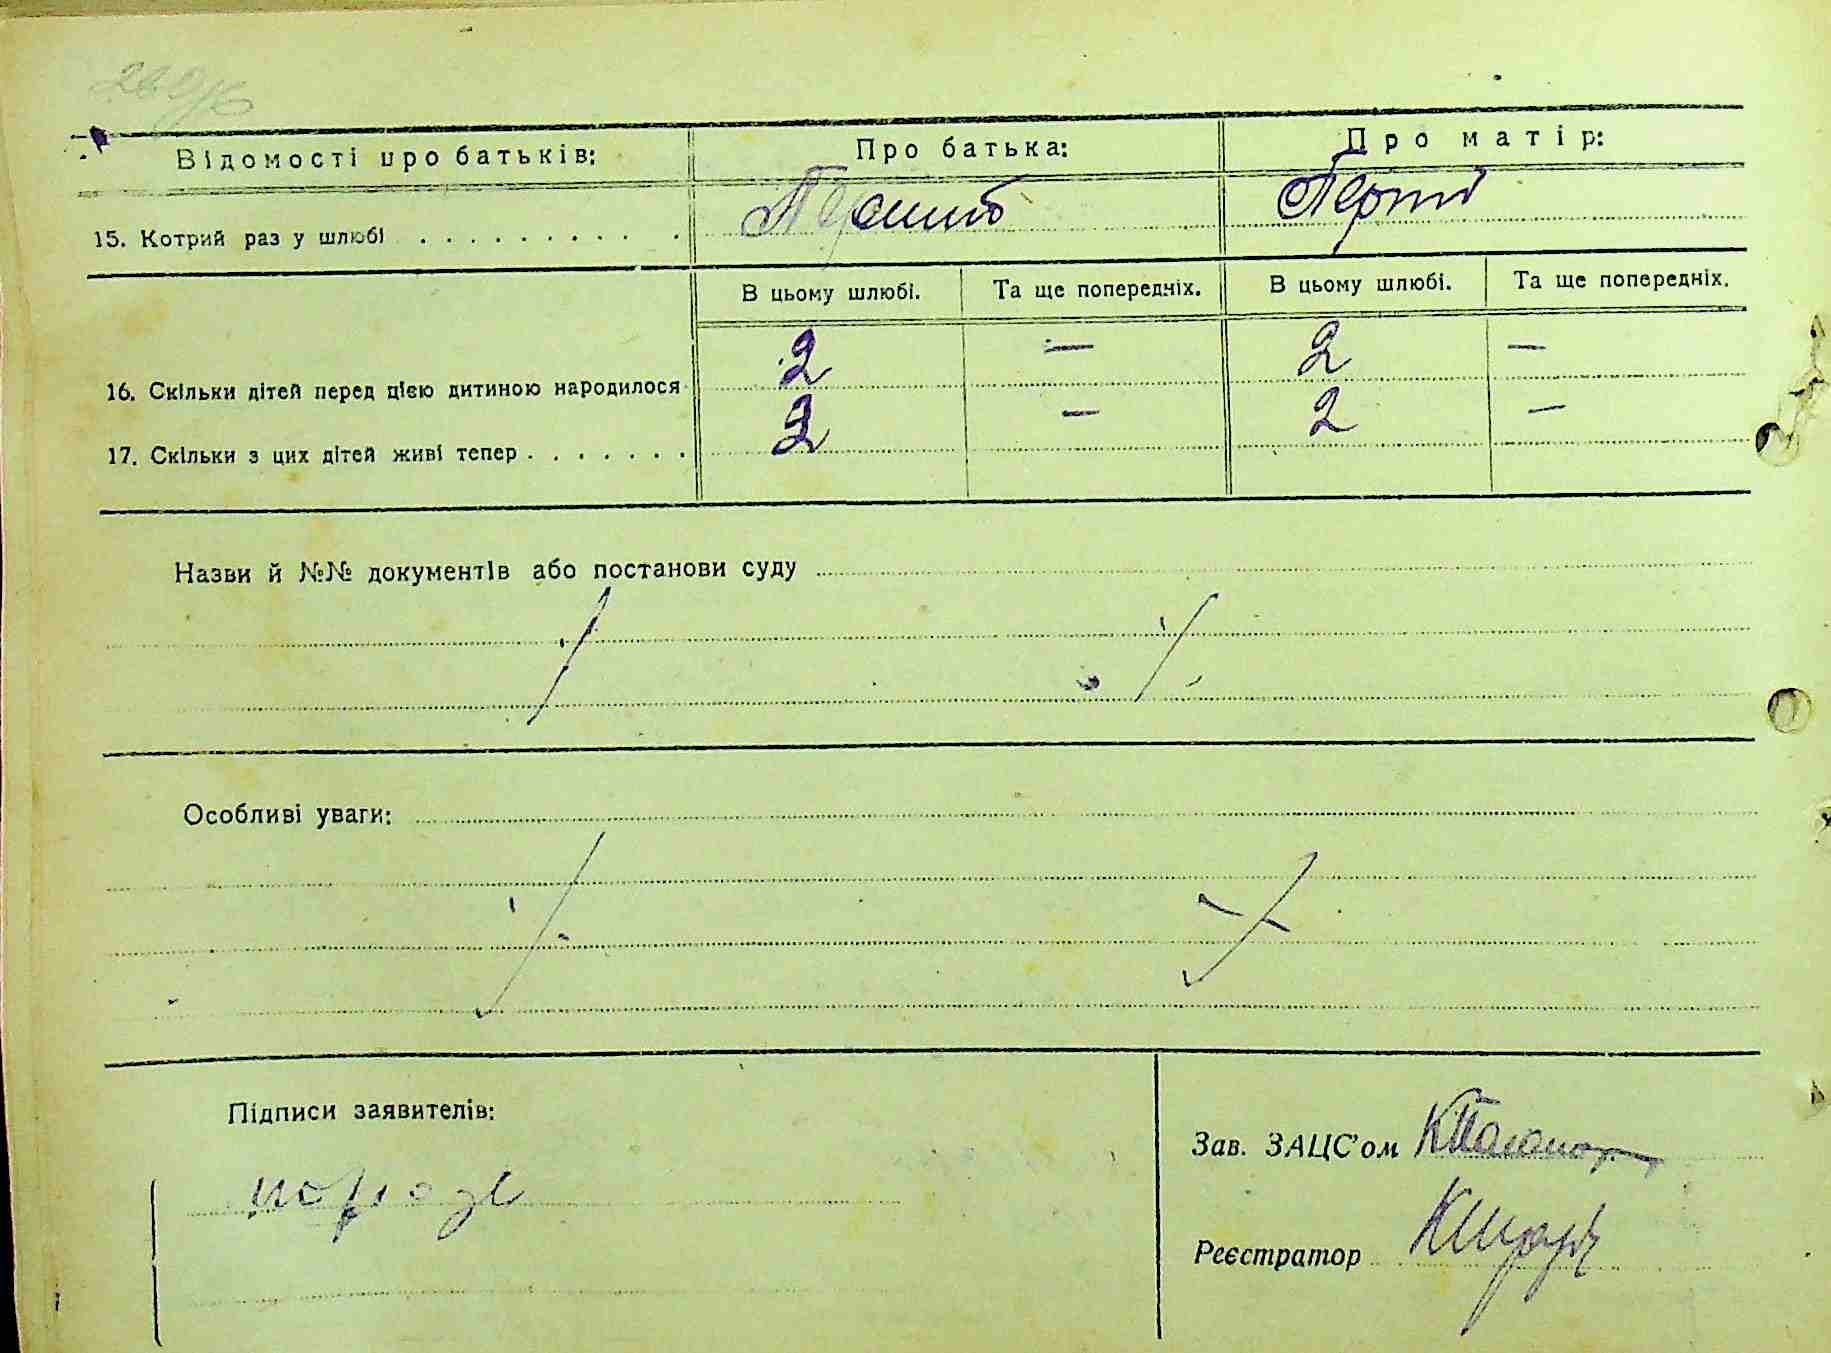 Відомості про батьків: Про батька: Про матір:
15. Котрий раз у шлюбі . . . . . . . . . . Перший
В цьому шлюбі. Та ще попередніх. В цьому шлюбі. Та ще попередніх.
16. Скільки дітей перед цією дитиною народилося 2 — 2 —
17. Скільки з цих дітей живі тепер . . . . . . . 2 — 2 —
Назви й №№ документів або постанови суду
Особливі уваги:
Підписи заявителів:
Зав. ЗАЦС'ом
Реєстратор